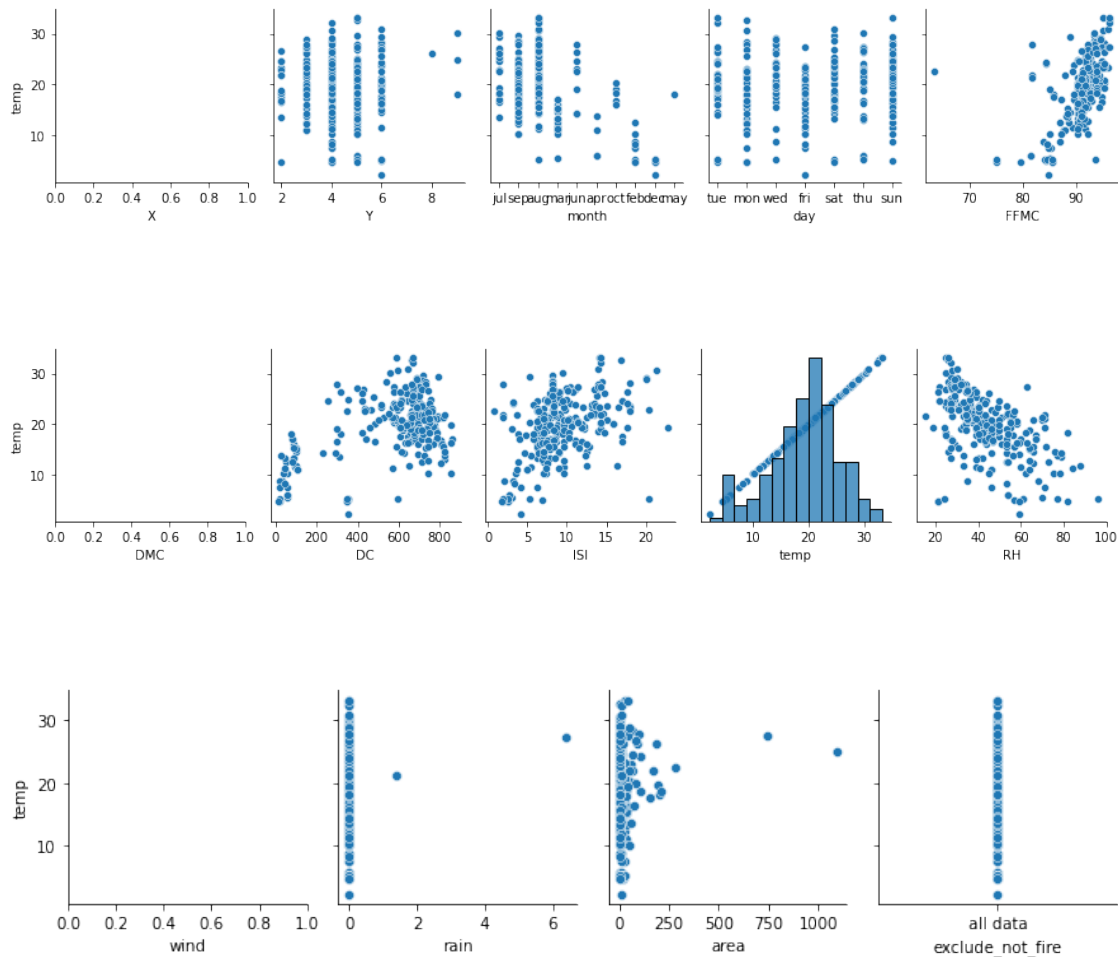 30
20
10
temp
0.0 0.2 0.4 0.6 0.8 1.0
X
2 4 6 8
Y
jul sep aug mar jun apr oct feb dec may
month
tue mon wed fri sat thu sun
day
70 80 90
FFMC
30
20
10
temp
0.0 0.2 0.4 0.6 0.8 1.0
DMC
0 200 400 600 800
DC
0 5 10 15 20
ISI
10 20 30
temp
20 40 60 80 100
RH
30
20
10
temp
0.0 0.2 0.4 0.6 0.8 1.0
wind
0 2 4 6
rain
0 250 500 750 1000
area
all data
exclude_not_fire